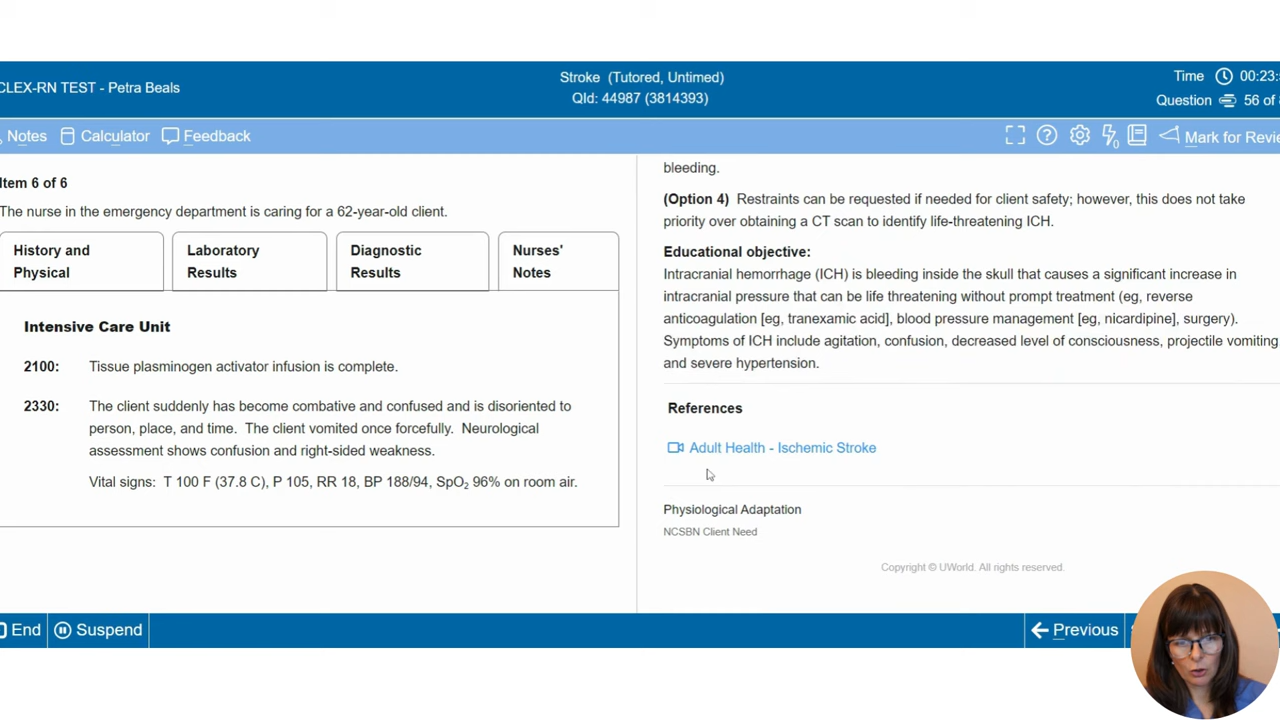 CLEX-RN TEST - Petra Beals
Stroke (Tutored, Untimed)
QId: 44987 (3814393)
Time 00:23:
Question 56 of
Notes Calculator Feedback
Mark for Revie
Item 6 of 6
The nurse in the emergency department is caring for a 62-year-old client.
History and Physical
Laboratory Results
Diagnostic Results
Nurses' Notes
Intensive Care Unit
2100: Tissue plasminogen activator infusion is complete.
2330: The client suddenly has become combative and confused and is disoriented to
person, place, and time. The client vomited once forcefully. Neurological
assessment shows confusion and right-sided weakness.
Vital signs: T 100 F (37.8 C), P 105, RR 18, BP 188/94, SpO2 96% on room air.
bleeding.
(Option 4) Restraints can be requested if needed for client safety; however, this does not take
priority over obtaining a CT scan to identify life-threatening ICH.
Educational objective:
Intracranial hemorrhage (ICH) is bleeding inside the skull that causes a significant increase in
intracranial pressure that can be life threatening without prompt treatment (eg, reverse
anticoagulation [eg, tranexamic acid], blood pressure management [eg, nicardipine], surgery).
Symptoms of ICH include agitation, confusion, decreased level of consciousness, projectile vomiting
and severe hypertension.
References
Adult Health - Ischemic Stroke
Physiological Adaptation
NCSBN Client Need
Copyright © UWorld. All rights reserved.
End Suspend
Previous